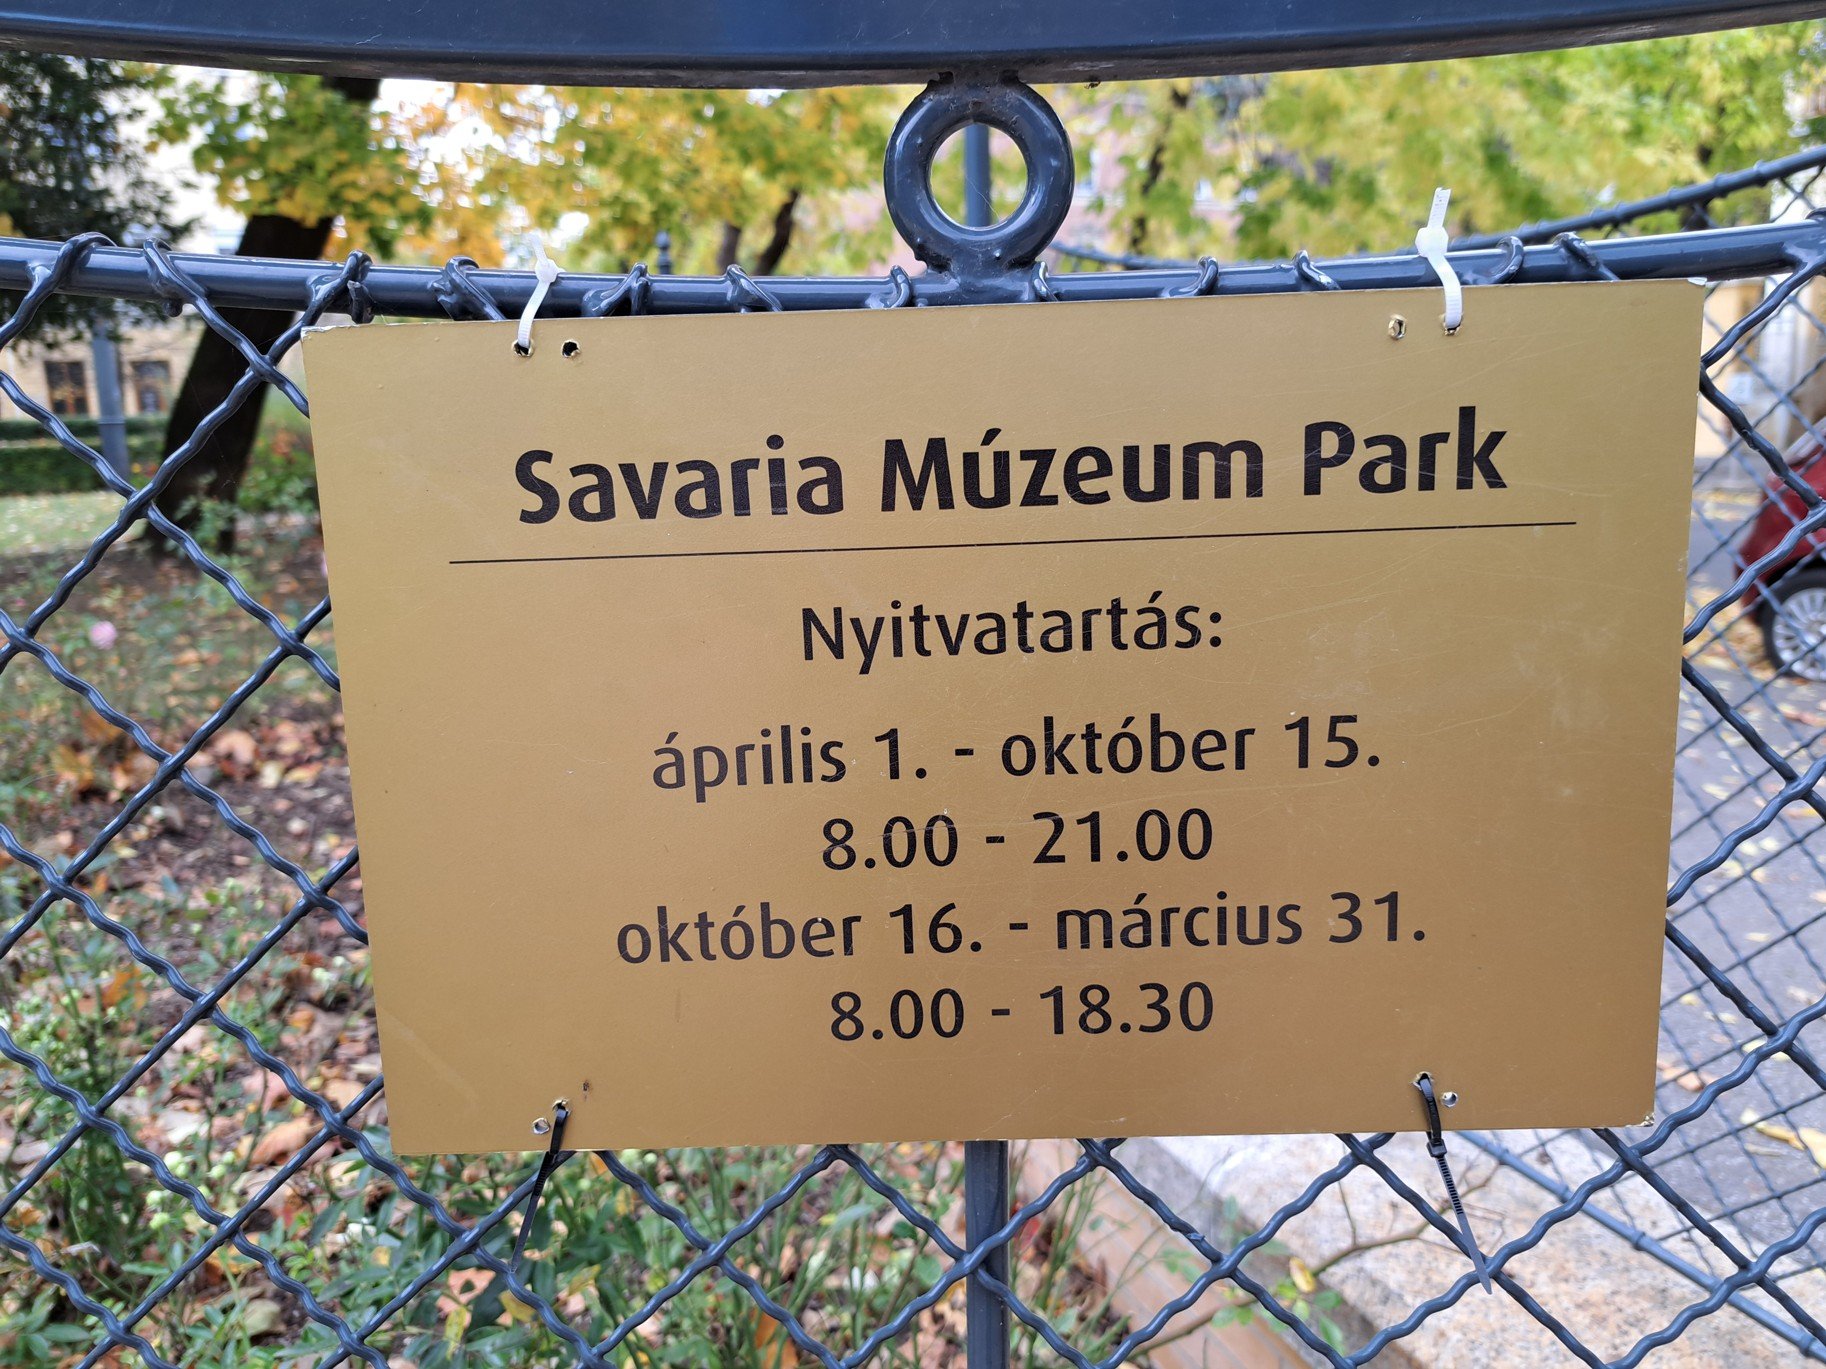 Savaria Múzeum Park
Nyitvatartás:
április 1. - október 15.
8.00 - 21.00
október 16. - március 31.
8.00 - 18.30